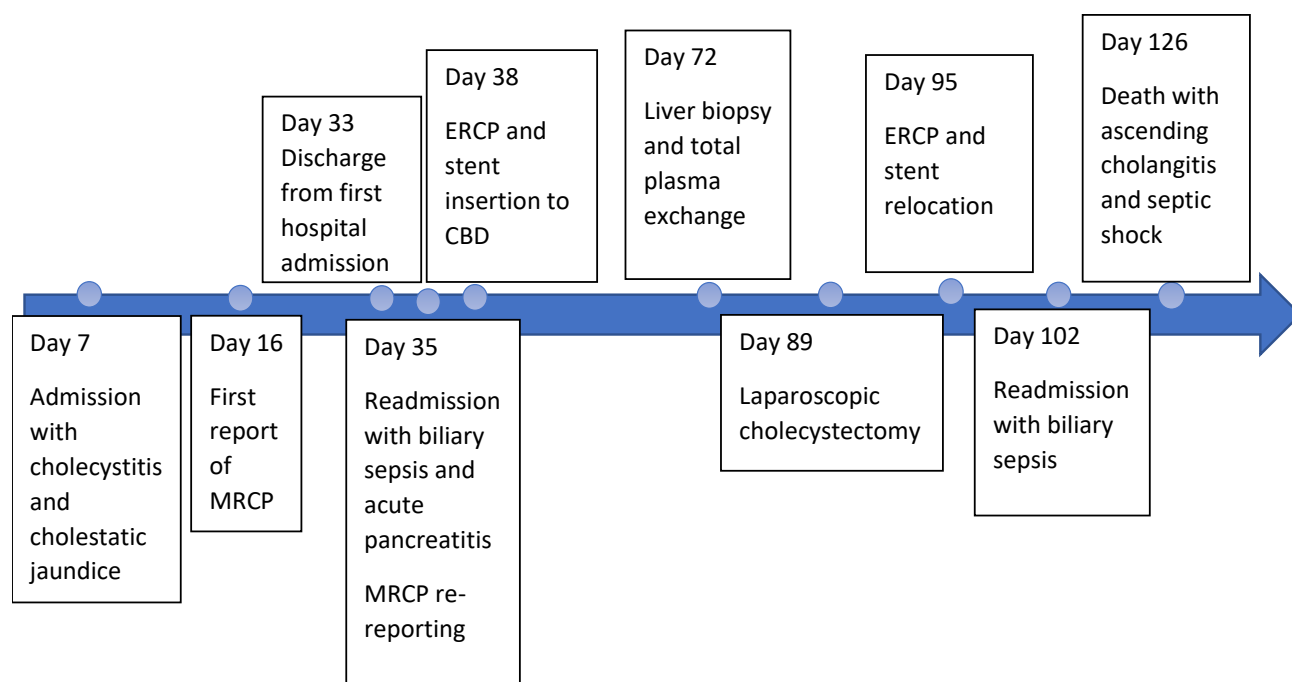 Day 7
Admission
with
cholecystitis
and
cholestatic
jaundice
Day 16
First
report
of
MRCP
Day 33
Discharge
from first
hospital
admission
Day 35
Readmission
with biliary
sepsis and
acute
pancreatitis
MRCP re-
reporting
Day 38
ERCP and
stent
insertion to
CBD
Day 72
Liver biopsy
and total
plasma
exchange
Day 89
Laparoscopic
cholecystectomy
Day 95
ERCP and
stent
relocation
Day 102
Readmission
with biliary
sepsis
Day 126
Death with
ascending
cholangitis
and septic
shock